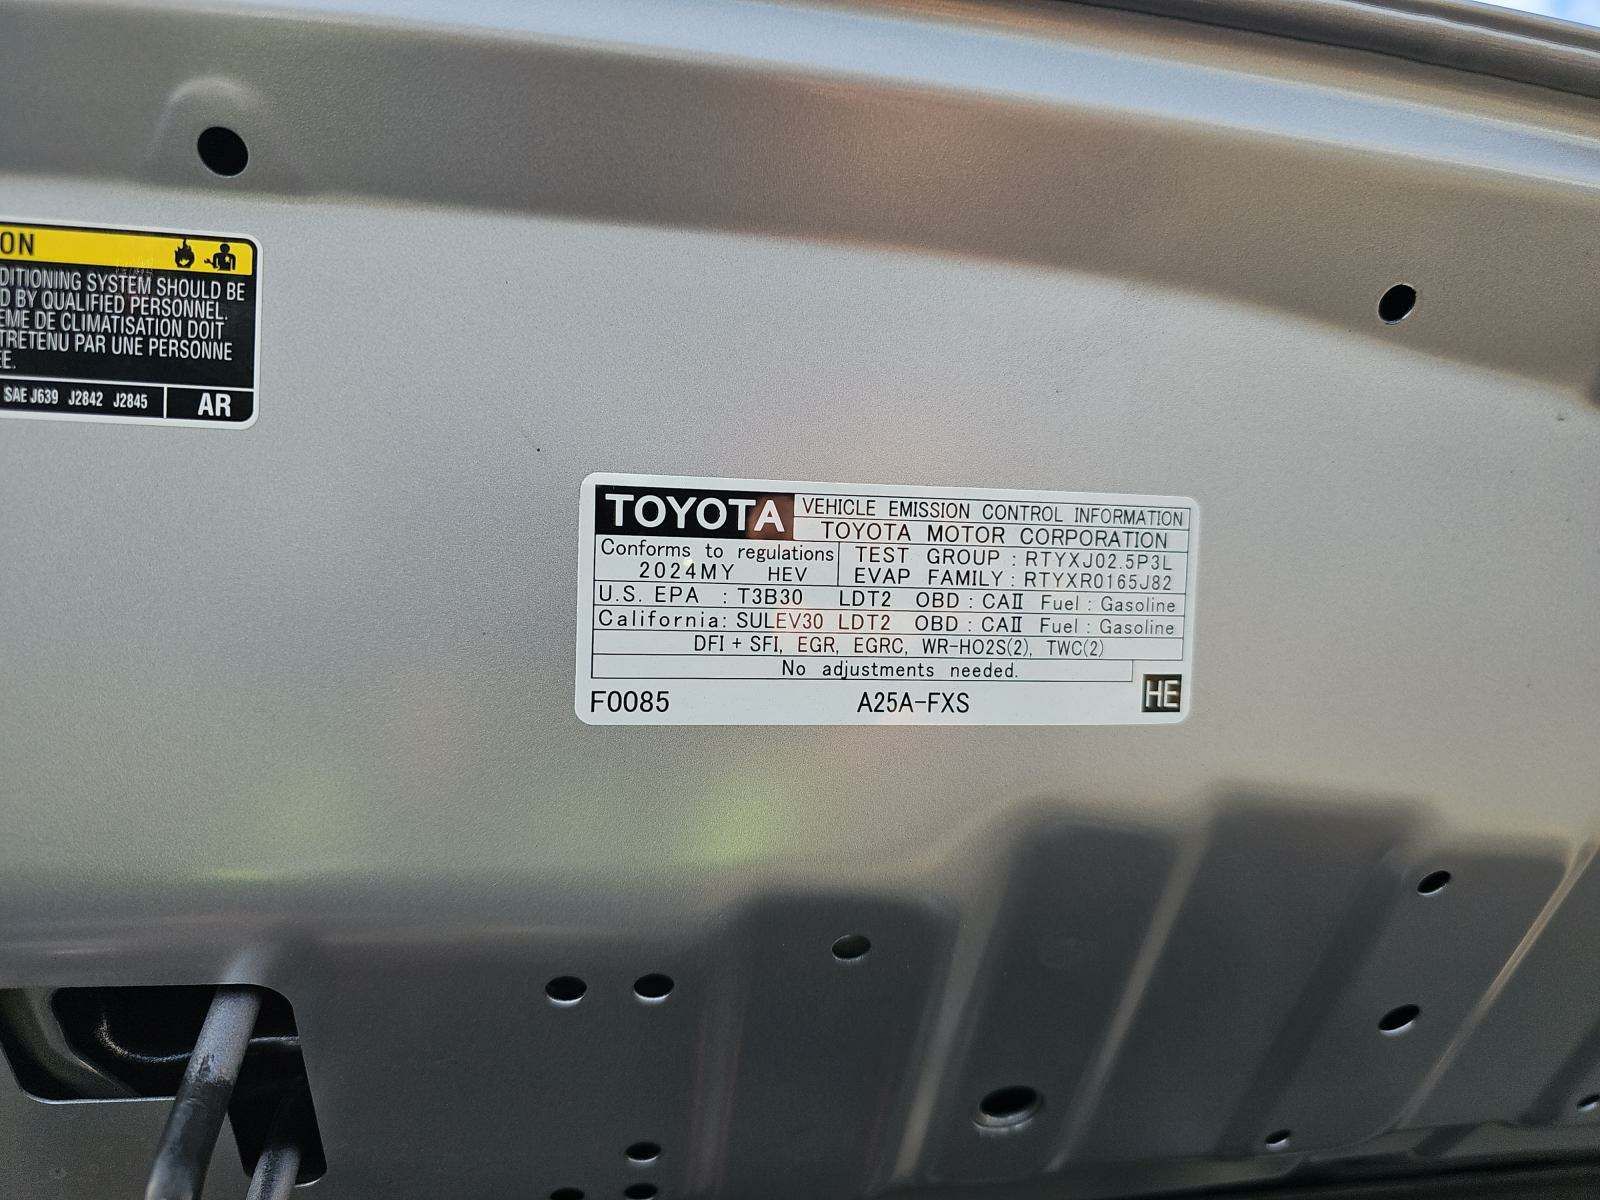 ON
DITIONING SYSTEM SHOULD BE
D BY QUALIFIED PERSONNEL.
ÈME DE CLIMATISATION DOIT
TRETENU PAR UNE PERSONNE
ÉE.
SAE J639 J2842 J2845 AR
TOYOTA VEHICLE EMISSION CONTROL INFORMATION
TOYOTA MOTOR CORPORATION
Conforms to regulations TEST GROUP : RTYXJ02.5P3L
2024MY HEV EVAP FAMILY : RTYXR0165J82
U.S. EPA : T3B30 LDT2 OBD : CAⅡ Fuel : Gasoline
California: SULEV30 LDT2 OBD : CAⅡ Fuel : Gasoline
DFI + SFI, EGR, EGRC, WR-HO2S(2), TWC(2)
No adjustments needed.
F0085 A25A-FXS HE